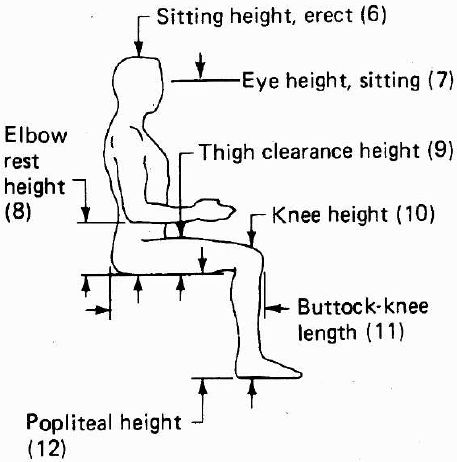 Sitting height, erect (6)
Eye height, sitting (7)
Elbow
rest
height
(8)
Thigh clearance height (9)
Knee height (10)
Buttock-knee
length (11)
Popliteal height
(12)